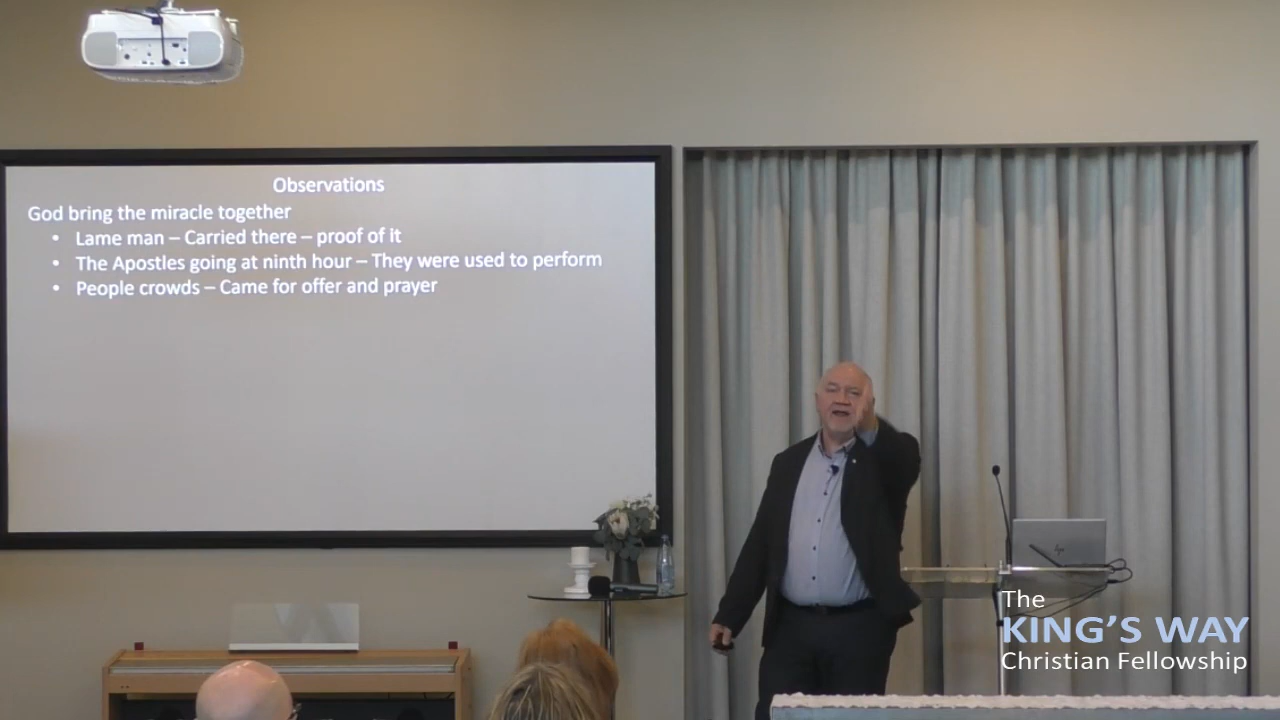 Observations
God bring the miracle together
• Lame man – Carried there – proof of it
• The Apostles going at ninth hour – They were used to perform
• People crowds – Came for offer and prayer
The
KING'S WAY
Christian Fellowship
hp